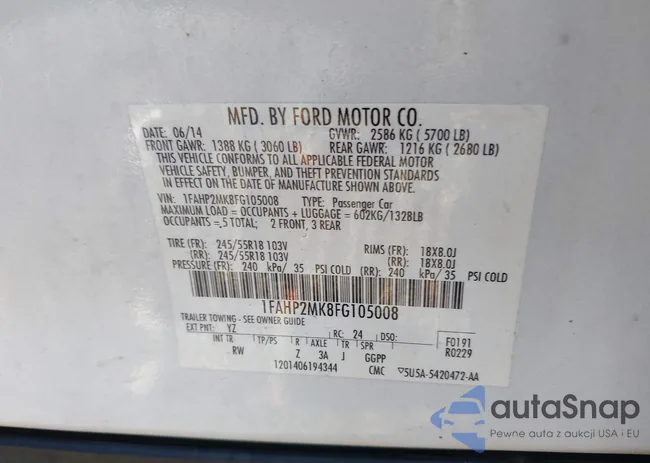 MFD. BY FORD MOTOR CO.
DATE: 06/14 GVWR: 2586 KG ( 5700 LB)
FRONT GAWR: 1388 KG ( 3060 LB) REAR GAWR: 1216 KG ( 2680 LB)
THIS VEHICLE CONFORMS TO ALL APPLICABLE FEDERAL MOTOR
VEHICLE SAFETY, BUMPER, AND THEFT PREVENTION STANDARDS
IN EFFECT ON THE DATE OF MANUFACTURE SHOWN ABOVE.
VIN: 1FAHP2MK8FG105008 TYPE: Passenger Car
MAXIMUM LOAD = OCCUPANTS + LUGGAGE = 602KG/1328LB
OCCUPANTS = 5 TOTAL; 2 FRONT, 3 REAR
TIRE (FR): 245/55R18 103V RIMS (FR): 18X8.0J
(RR): 245/55R18 103V (RR): 18X8.0J
PRESSURE (FR): 240 kPa/ 35 PSI COLD (RR): 240 kPa/ 35 PSI COLD
1FAHP2MK8FG105008
TRAILER TOWING - SEE OWNER GUIDE
EXT PNT: YZ RC: 24 DSO: F0191
INT TR TP/PS R AXLE TR SPR R0229
RW Z 3A J GGPP
1201406194344 CMC ▽5U5A-5420472-AA
autaSnap
Pewne auta z aukcji USA i EU